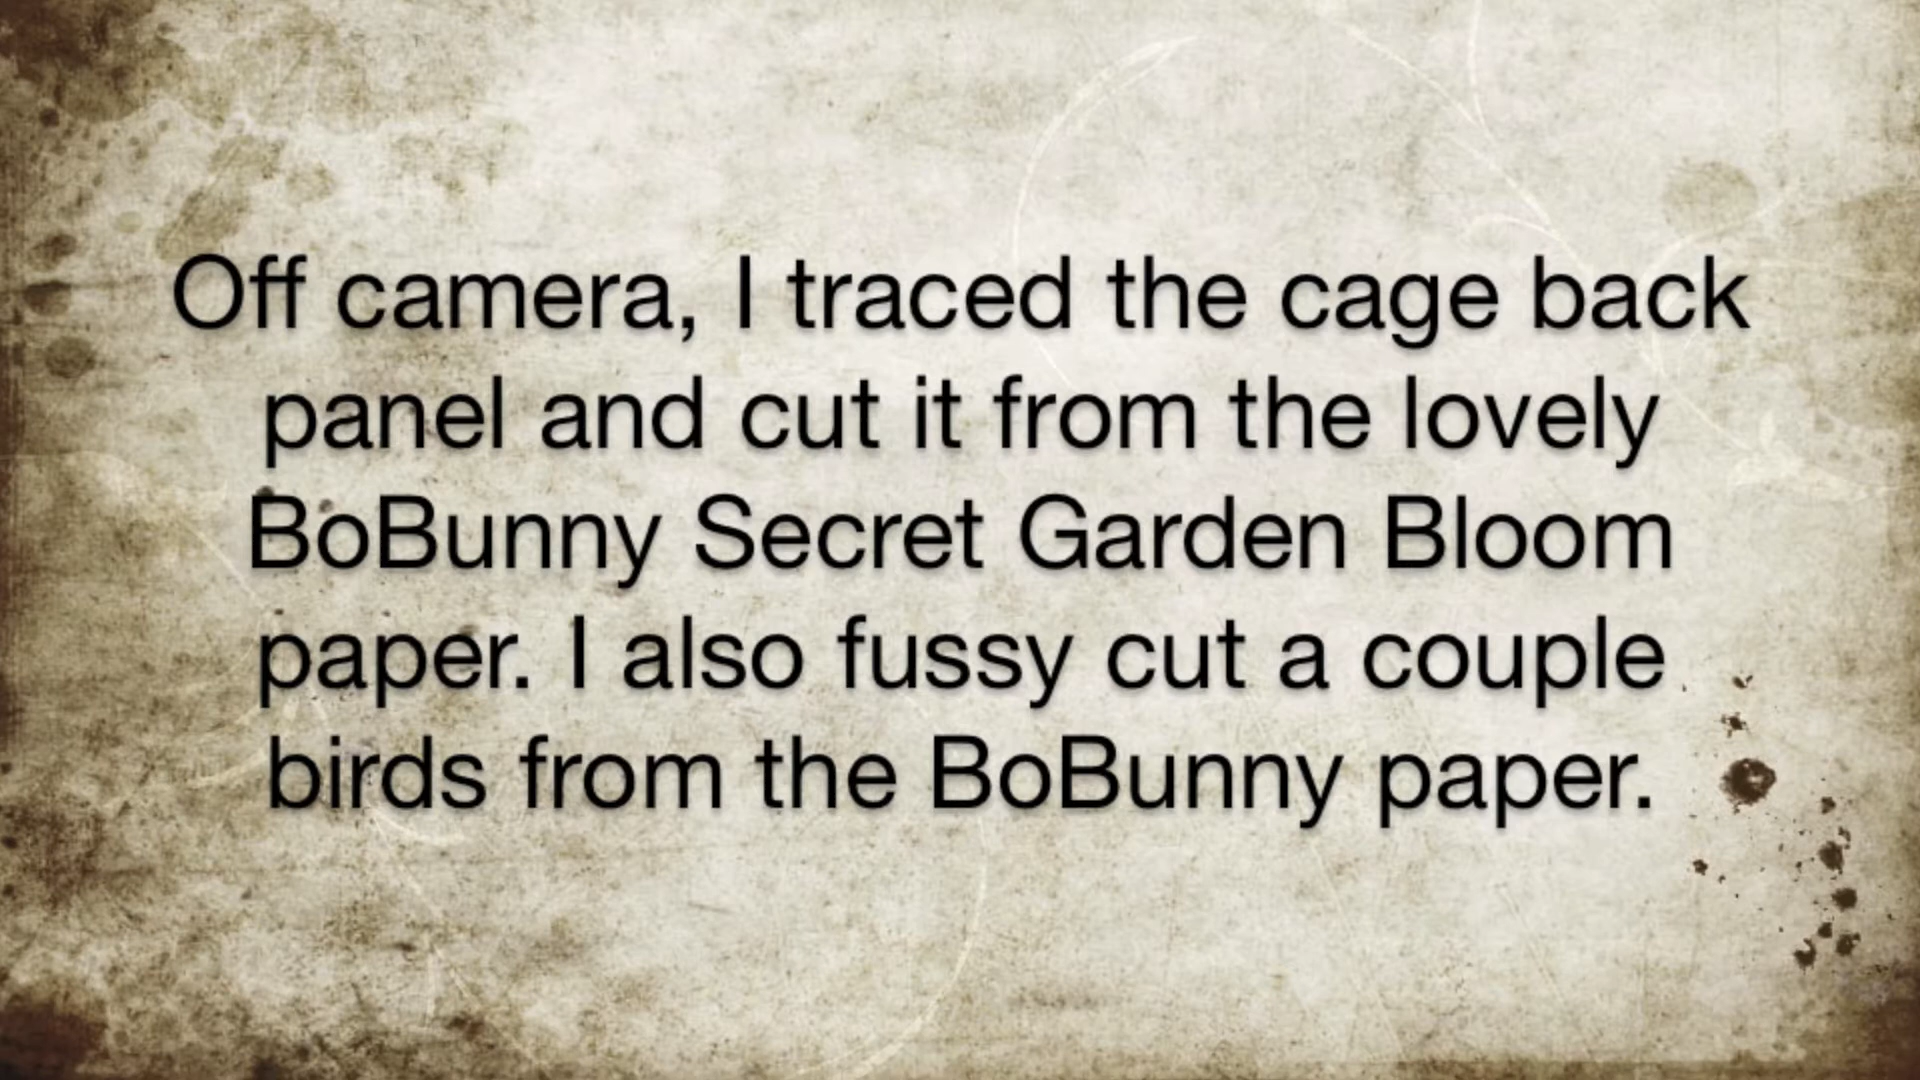 Off camera, I traced the cage back
panel and cut it from the lovely
BoBunny Secret Garden Bloom
paper. I also fussy cut a couple
birds from the BoBunny paper.